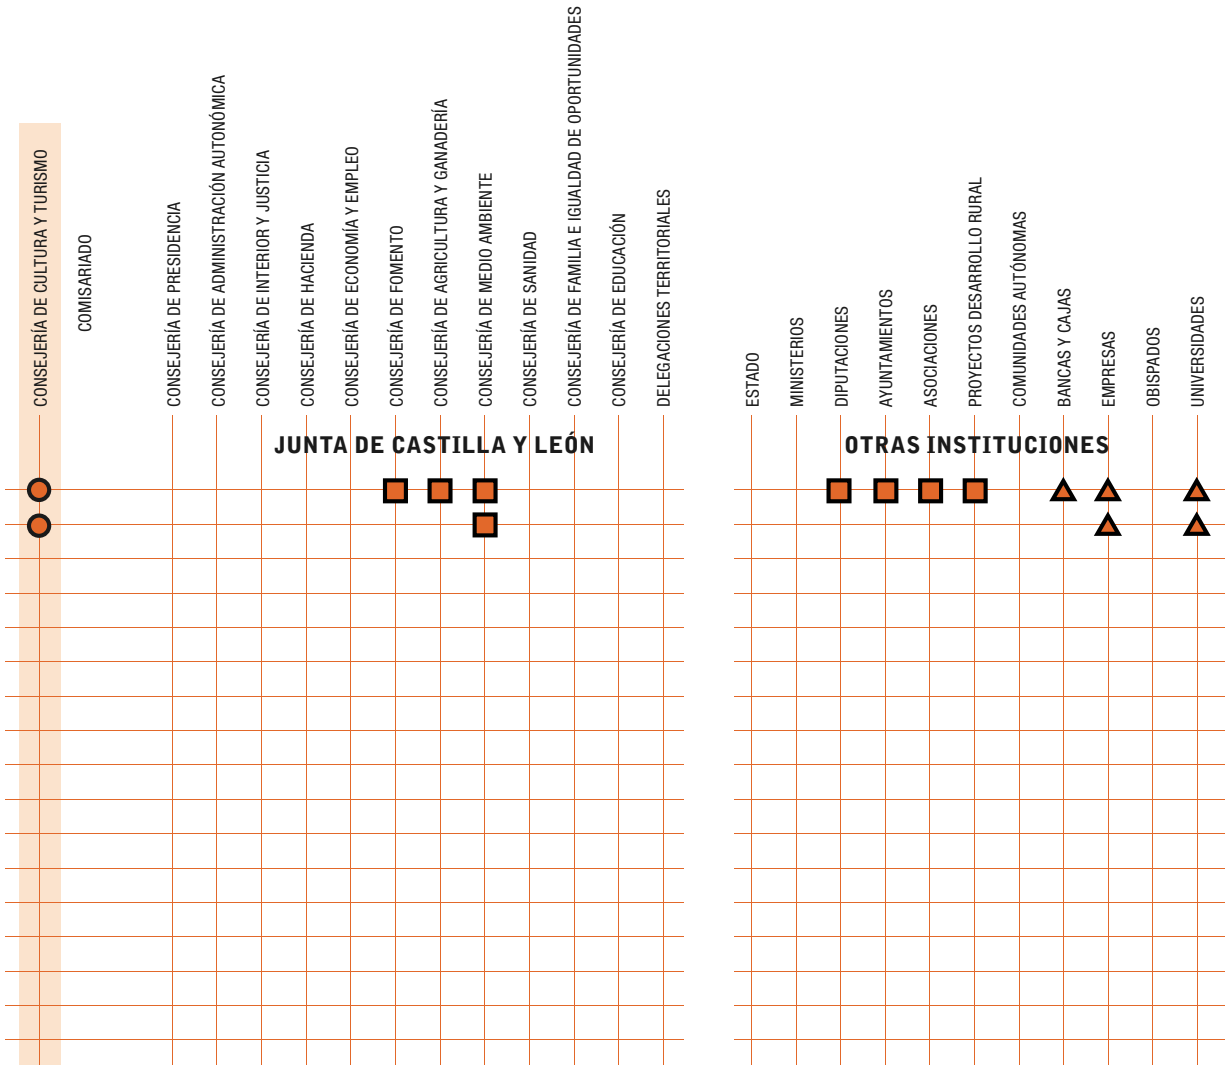 CONSEJERÍA DE CULTURA Y TURISMO
COMISARIADO
CONSEJERÍA DE PRESIDENCIA
CONSEJERÍA DE ADMINISTRACIÓN AUTONÓMICA
CONSEJERÍA DE INTERIOR Y JUSTICIA
CONSEJERÍA DE HACIENDA
CONSEJERÍA DE ECONOMÍA Y EMPLEO
CONSEJERÍA DE FOMENTO
CONSEJERÍA DE AGRICULTURA Y GANADERÍA
CONSEJERÍA DE MEDIO AMBIENTE
CONSEJERÍA DE SANIDAD
CONSEJERÍA DE FAMILIA E IGUALDAD DE OPORTUNIDADES
CONSEJERÍA DE EDUCACIÓN
DELEGACIONES TERRITORIALES
ESTADO
MINISTERIOS
DIPUTACIONES
AYUNTAMIENTOS
ASOCIACIONES
PROYECTOS DESARROLLO RURAL
COMUNIDADES AUTÓNOMAS
BANCAS Y CAJAS
EMPRESAS
OBISPADOS
UNIVERSIDADES
JUNTA DE CASTILLA Y LEÓN
OTRAS INSTITUCIONES